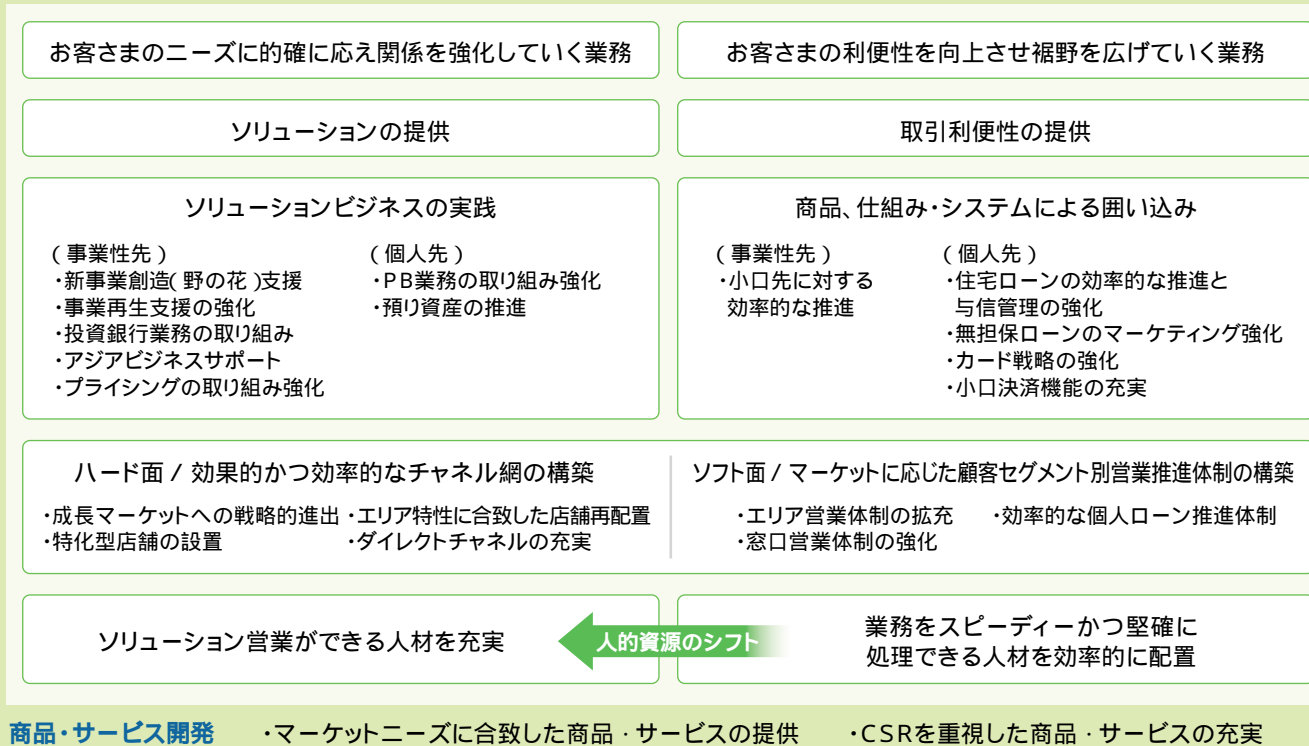 お客さまのニーズに的確に応え関係を強化していく業務
お客さまの利便性を向上させ裾野を広げていく業務
ソリューションの提供
取引利便性の提供
ソリューションビジネスの実践
(事業性先)
・新事業創造(野の花)支援
・事業再生支援の強化
・投資銀行業務の取り組み
・アジアビジネスサポート
・プライシングの取り組み強化
(個人先)
・PB業務の取り組み強化
・預り資産の推進
商品、仕組み・システムによる囲い込み
(事業性先)
・小口先に対する
効率的な推進
(個人先)
・住宅ローンの効率的な推進と
与信管理の強化
・無担保ローンのマーケティング強化
・カード戦略の強化
・小口決済機能の充実
ハード面 / 効果的かつ効率的なチャネル網の構築
・成長マーケットへの戦略的進出 ・エリア特性に合致した店舗再配置
・特化型店舗の設置 ・ダイレクトチャネルの充実
ソフト面 / マーケットに応じた顧客セグメント別営業推進体制の構築
・エリア営業体制の拡充 ・効率的な個人ローン推進体制
・窓口営業体制の強化
ソリューション営業ができる人材を充実
人的資源のシフト
業務をスピーディーかつ堅確に
処理できる人材を効率的に配置
商品・サービス開発 ・マーケットニーズに合致した商品・サービスの提供 ・CSRを重視した商品・サービスの充実